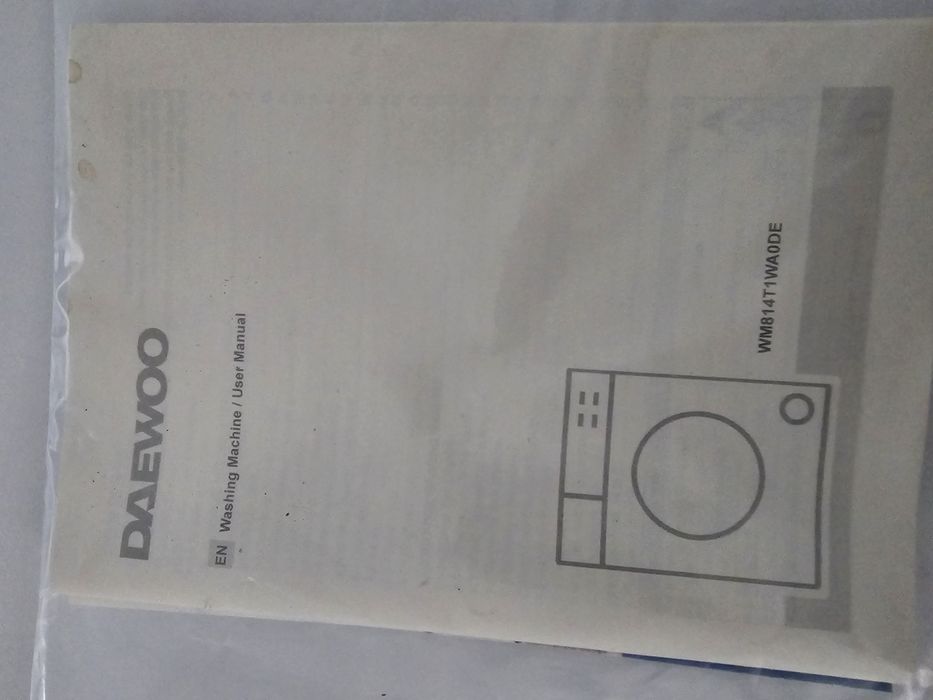 DAEWOO
EN Washing Machine / User Manual
WM814T1WA0DE